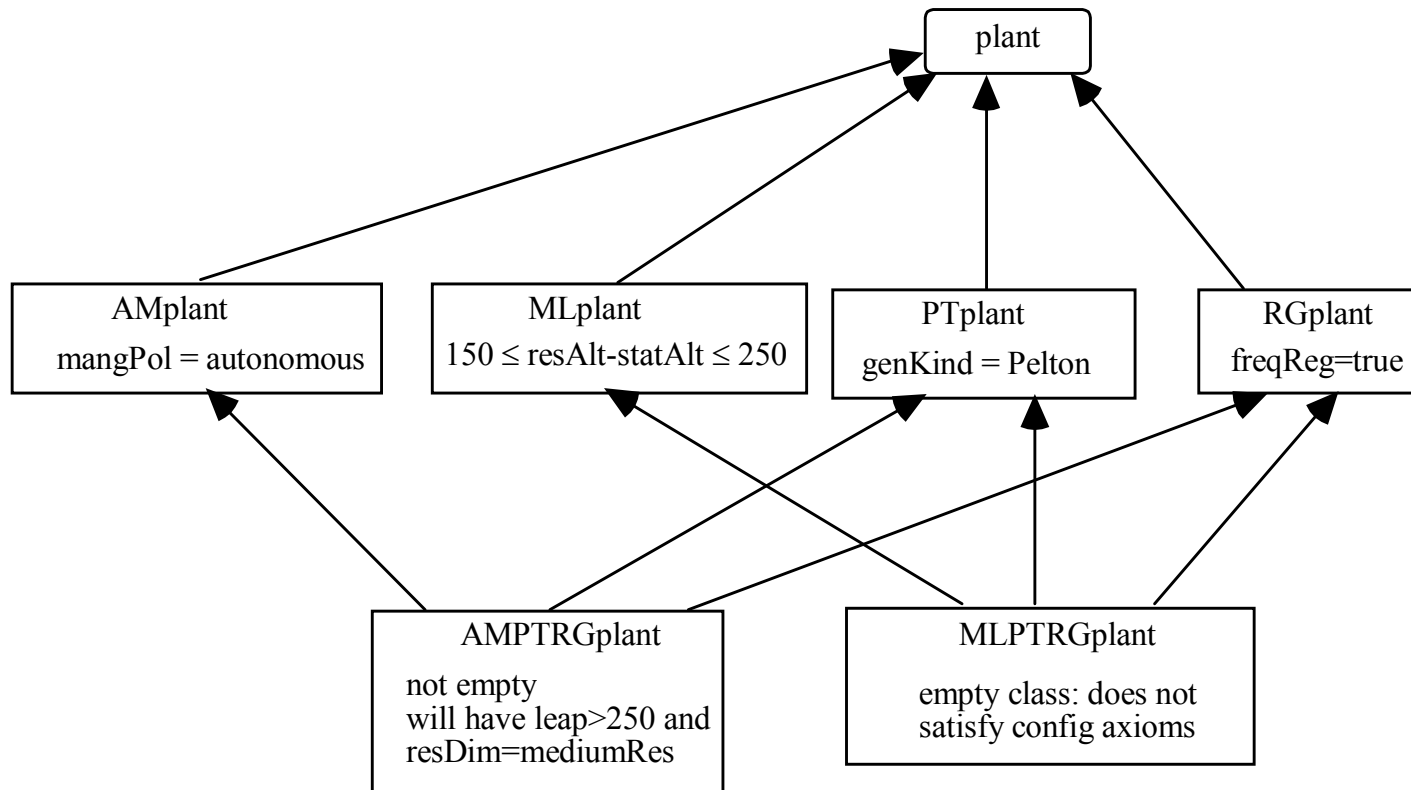 plant
AMplant
mangPol = autonomous
MLplant
150 ≤ resAlt-statAlt ≤ 250
PTplant
genKind = Pelton
RGplant
freqReg=true
AMPTRGplant
not empty
will have leap>250 and
resDim=mediumRes
MLPTRGplant
empty class: does not
satisfy config axioms